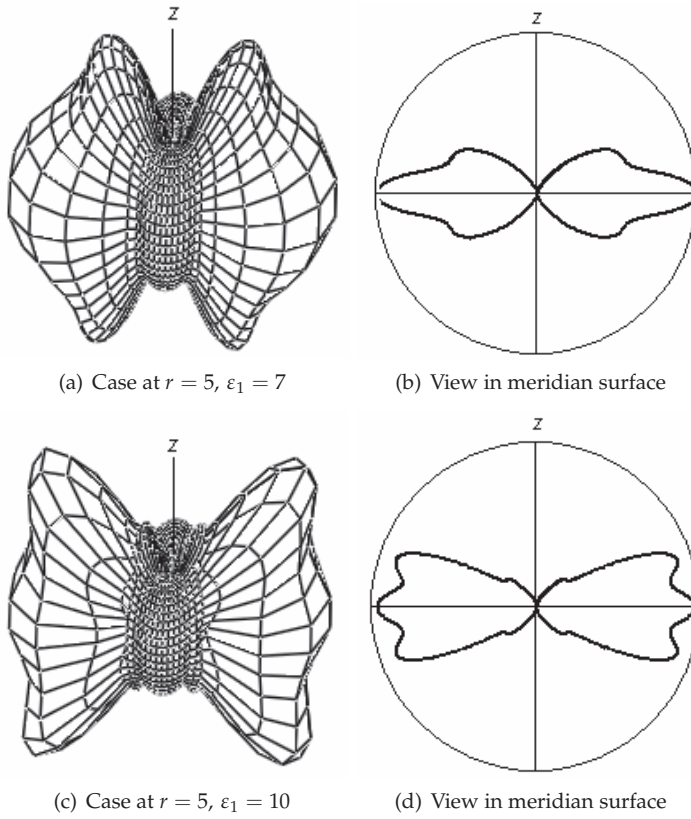 z
z
(a) Case at r = 5, ε₁ = 7
(b) View in meridian surface
z
z
(c) Case at r = 5, ε₁ = 10
(d) View in meridian surface